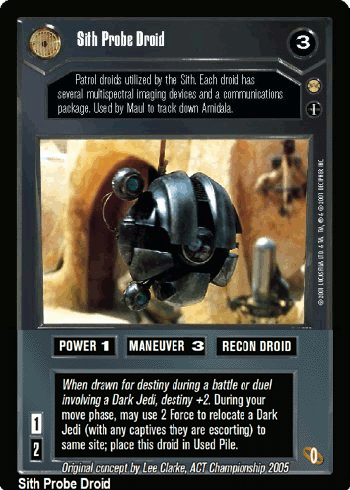 Sith Probe Droid
3
Patrol droids utilized by the Sith. Each droid has
several multispectral imaging devices and a communications
package. Used by Maul to track down Amidala.
POWER 1
MANEUVER 3
RECON DROID
When drawn for destiny during a battle or duel
involving a Dark Jedi, destiny +2. During your
move phase, may use 2 Force to relocate a Dark
Jedi (with any captives they are escorting) to
same site; place this droid in Used Pile.
1
2
0
Original concept by Lee Clarke, ACT Championship 2005
Sith Probe Droid